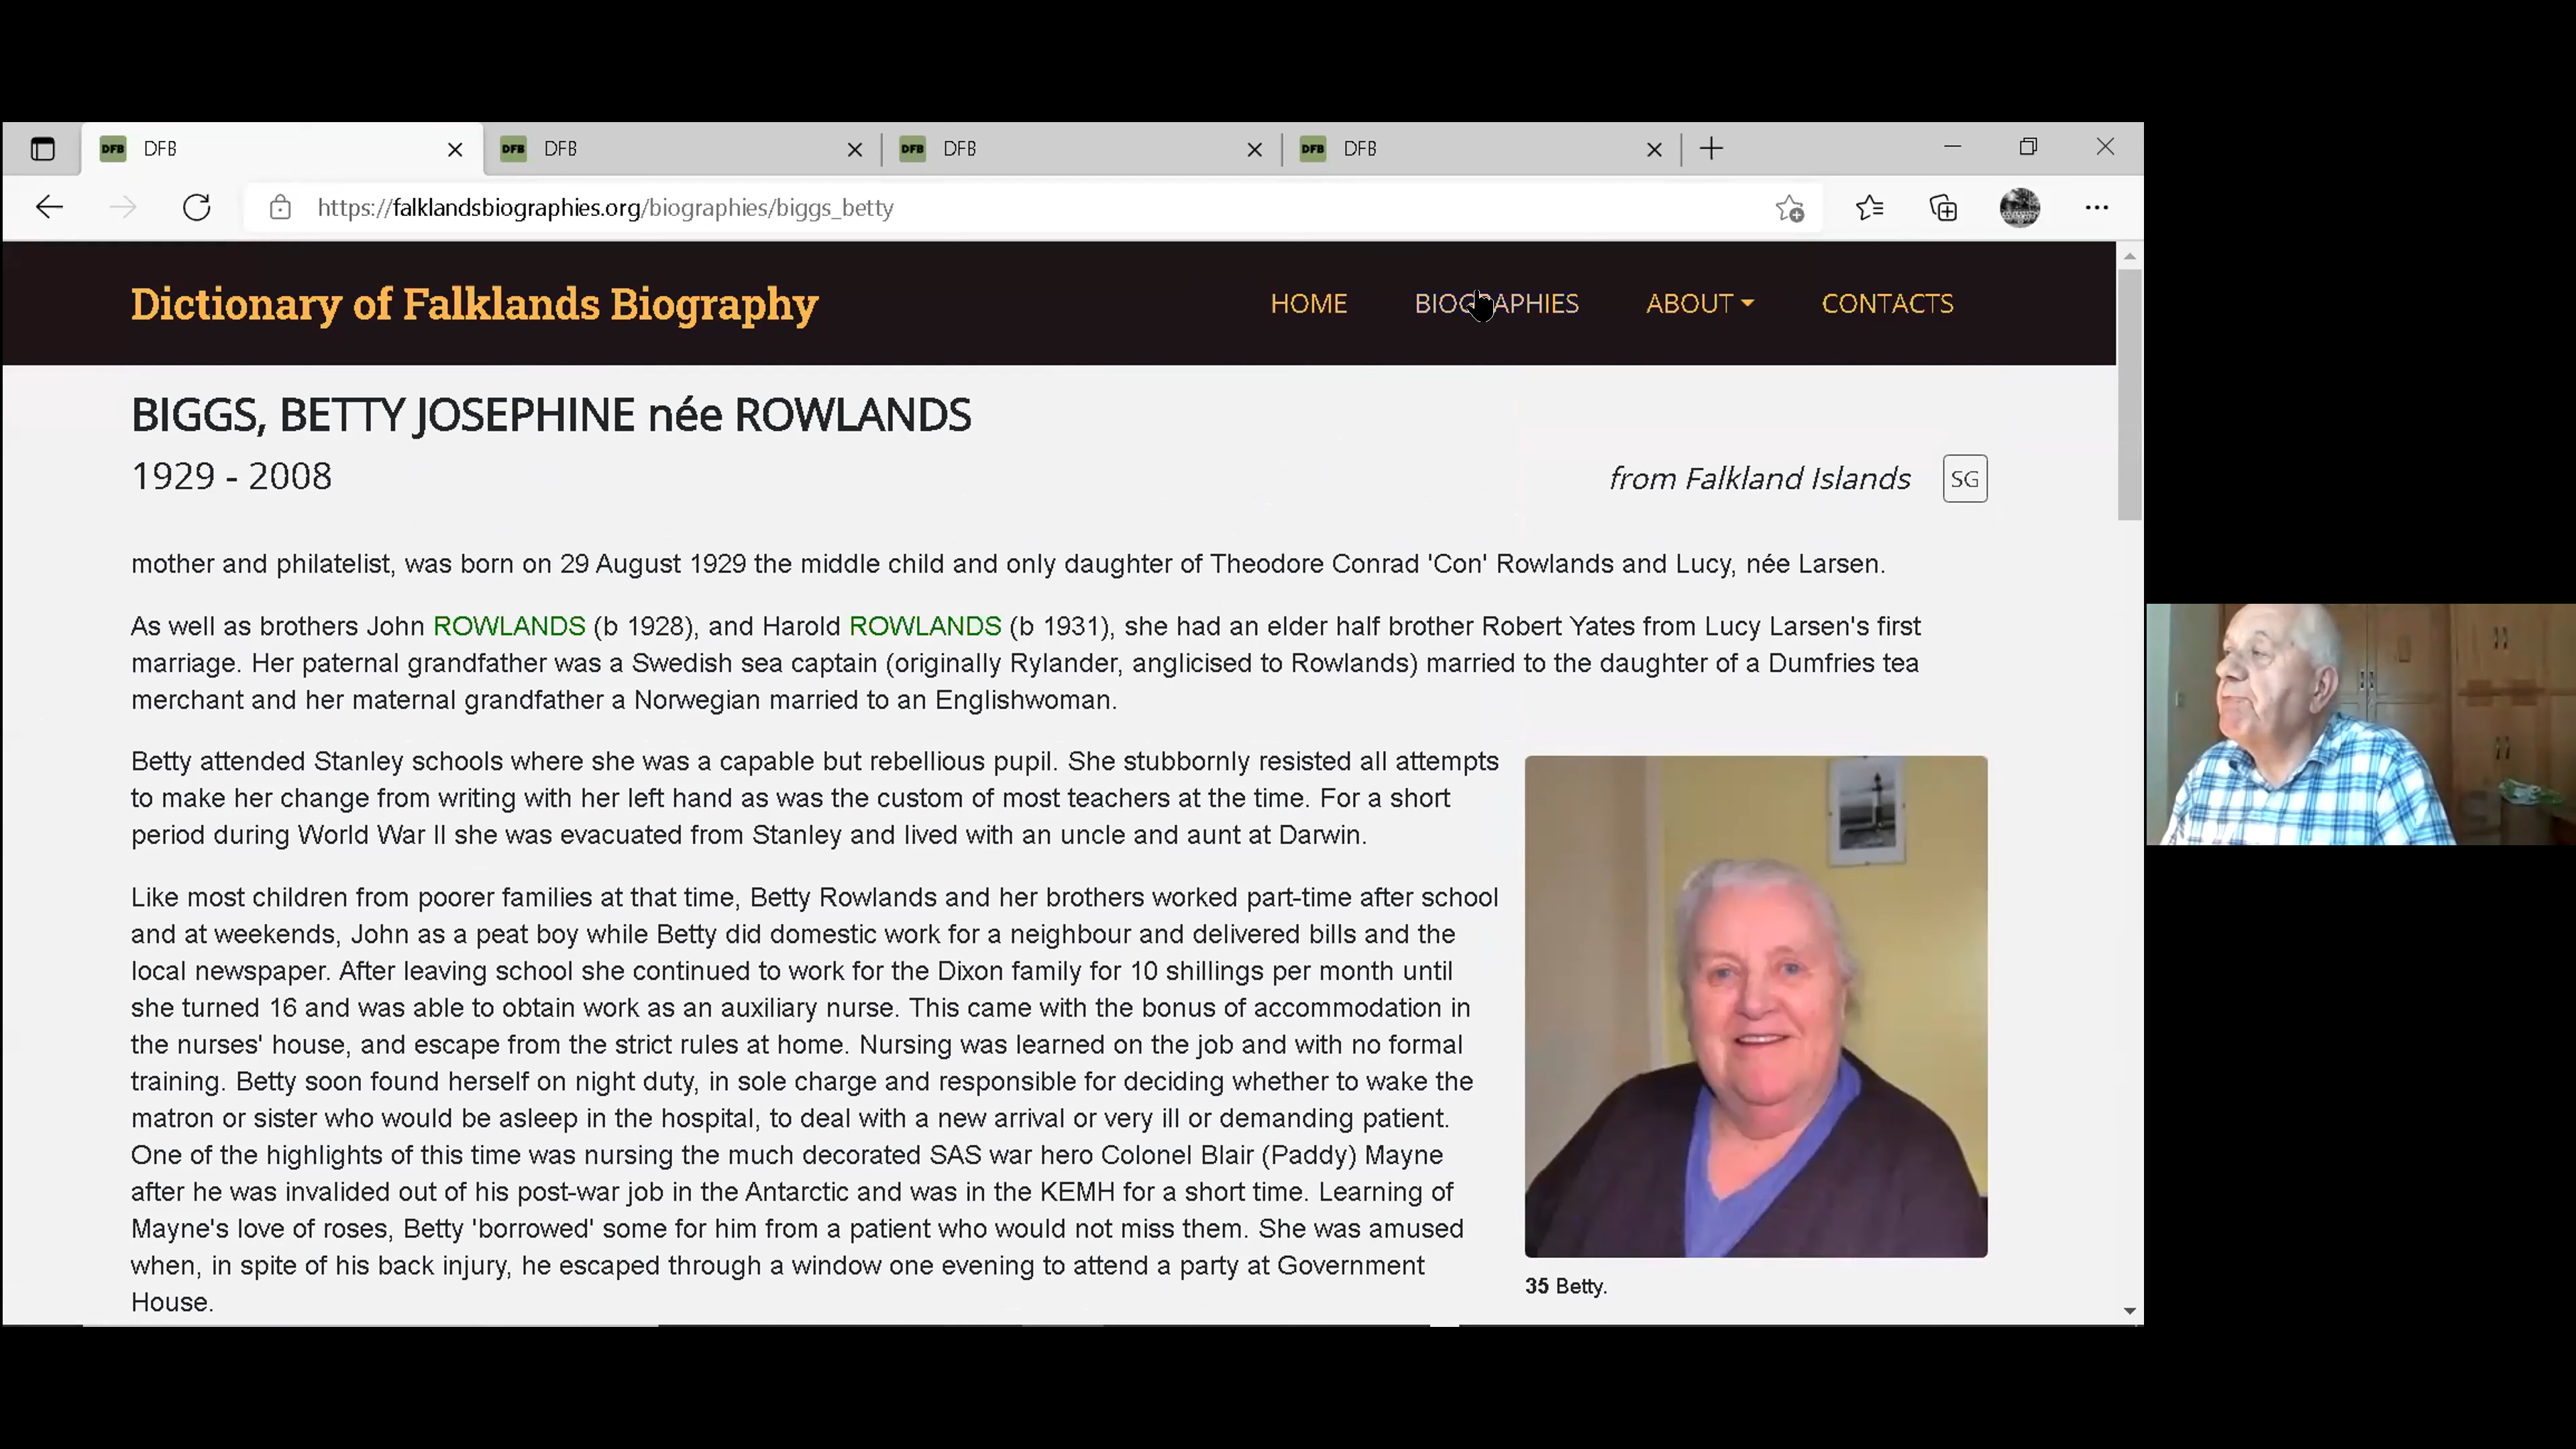 DFB
DFB
DFB
DFB
https://falklandsbiographies.org/biographies/biggs_betty
Dictionary of Falklands Biography
HOME
BIOGRAPHIES
ABOUT
CONTACTS
BIGGS, BETTY JOSEPHINE née ROWLANDS
1929 - 2008
from Falkland Islands
SG
mother and philatelist, was born on 29 August 1929 the middle child and only daughter of Theodore Conrad 'Con' Rowlands and Lucy, née Larsen.
As well as brothers John ROWLANDS (b 1928), and Harold ROWLANDS (b 1931), she had an elder half brother Robert Yates from Lucy Larsen's first
marriage. Her paternal grandfather was a Swedish sea captain (originally Rylander, anglicised to Rowlands) married to the daughter of a Dumfries tea
merchant and her maternal grandfather a Norwegian married to an Englishwoman.
Betty attended Stanley schools where she was a capable but rebellious pupil. She stubbornly resisted all attempts
to make her change from writing with her left hand as was the custom of most teachers at the time. For a short
period during World War II she was evacuated from Stanley and lived with an uncle and aunt at Darwin.
Like most children from poorer families at that time, Betty Rowlands and her brothers worked part-time after school
and at weekends, John as a peat boy while Betty did domestic work for a neighbour and delivered bills and the
local newspaper. After leaving school she continued to work for the Dixon family for 10 shillings per month until
she turned 16 and was able to obtain work as an auxiliary nurse. This came with the bonus of accommodation in
the nurses' house, and escape from the strict rules at home. Nursing was learned on the job and with no formal
training. Betty soon found herself on night duty, in sole charge and responsible for deciding whether to wake the
matron or sister who would be asleep in the hospital, to deal with a new arrival or very ill or demanding patient.
One of the highlights of this time was nursing the much decorated SAS war hero Colonel Blair (Paddy) Mayne
after he was invalided out of his post-war job in the Antarctic and was in the KEMH for a short time. Learning of
Mayne's love of roses, Betty 'borrowed' some for him from a patient who would not miss them. She was amused
when, in spite of his back injury, he escaped through a window one evening to attend a party at Government
House.
35 Betty.